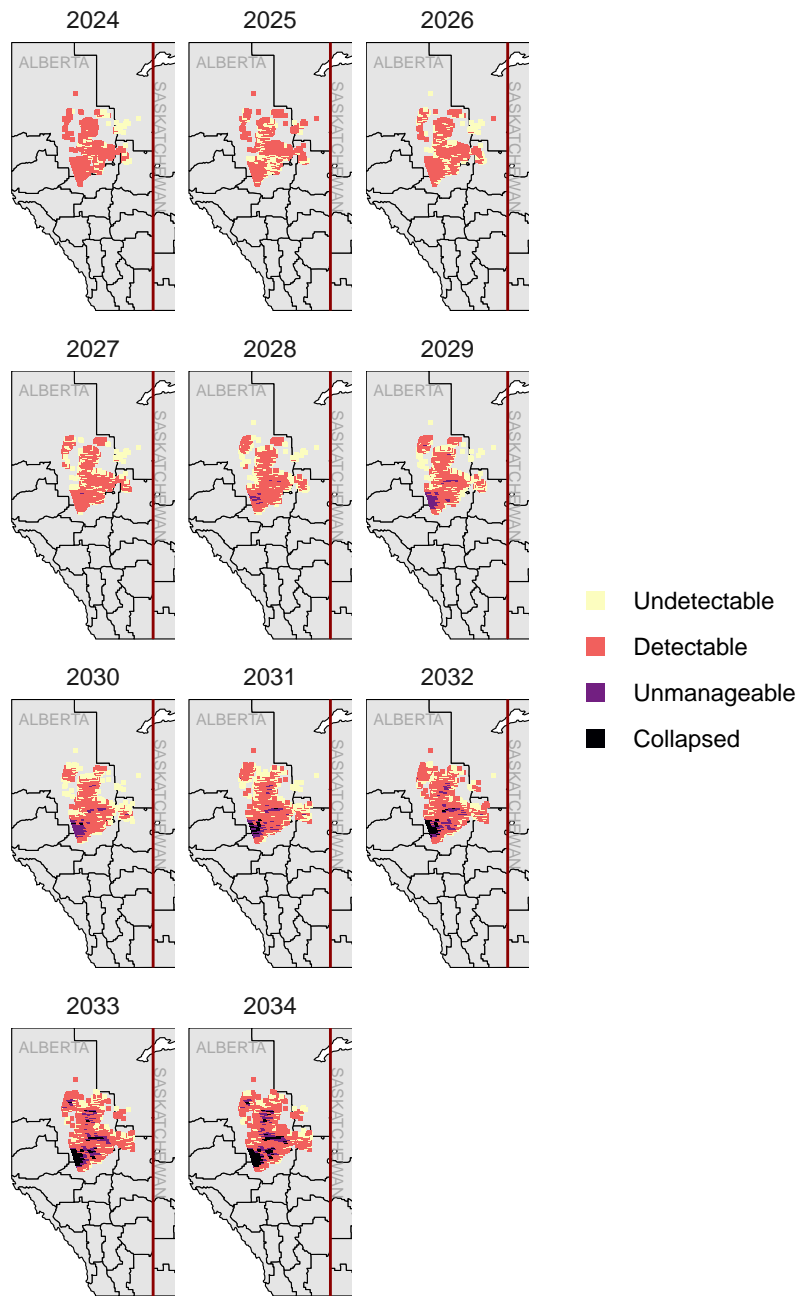 2024
2025
2026
ALBERTA
ALBERTA
ALBERTA
SASKATCHEWAN
SASKATCHEWAN
SASKATCHEWAN
2027
2028
2029
ALBERTA
ALBERTA
ALBERTA
SASKATCHEWAN
SASKATCHEWAN
SASKATCHEWAN
Undetectable
Detectable
Unmanageable
Collapsed
2030
2031
2032
ALBERTA
ALBERTA
ALBERTA
SASKATCHEWAN
SASKATCHEWAN
SASKATCHEWAN
2033
2034
ALBERTA
ALBERTA
SASKATCHEWAN
SASKATCHEWAN